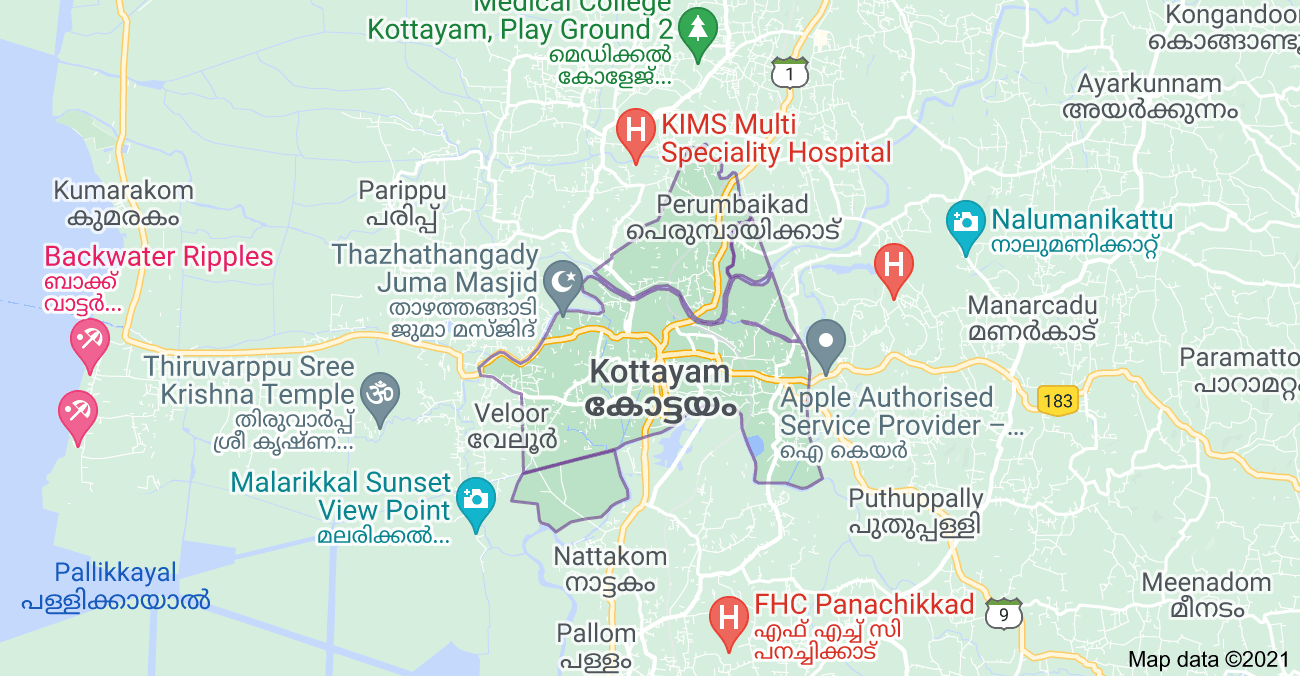 Medical College
Kottayam, Play Ground 2
മെഡിക്കൽ
കോളേജ്...
Kongandoor
കൊങ്ങാണ്ടൂ
1
Ayarkunnam
അയർക്കുന്നം
KIMS Multi
Speciality Hospital
Kumarakom
കുമരകം
Parippu
പരിപ്പ്
Perumbaikad
പെരുമ്പായിക്കാട്
Nalumanikattu
നാലുമണിക്കാറ്റ്
Backwater Ripples
ബാക്ക്
വാട്ടർ...
Thazhathangady
Juma Masjid
താഴത്തങ്ങാടി
ജുമാ മസ്ജിദ്
H
Manarcadu
മണർകാട്
Thiruvarppu Sree
Krishna Temple
തിരുവാർപ്പ്
ശ്രീ കൃഷ്ണ...
Kottayam
കോട്ടയം
Paramatto
പാറാമറ്റം
Veloor
വേലൂർ
Apple Authorised
Service Provider –...
ഐ കെയർ
183
Malarikkal Sunset
View Point
മലരിക്കൽ...
Puthuppally
പുതുപ്പള്ളി
Nattakom
നാട്ടകം
Pallikkayal
പള്ളിക്കായാൽ
Meenadom
മീനടം
FHC Panachikkad
എഫ് എച്ച് സി
പനച്ചിക്കാട്
9
Pallom
പള്ളം
Map data ©2021